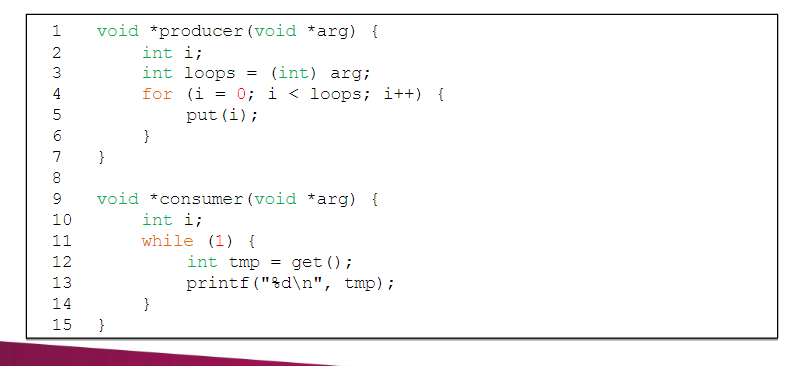 1 void *producer(void *arg) {
2 int i;
3 int loops = (int) arg;
4 for (i = 0; i < loops; i++) {
5 put(i);
6 }
7 }
8
9 void *consumer(void *arg) {
10 int i;
11 while (1) {
12 int tmp = get();
13 printf("%d\n", tmp);
14 }
15 }